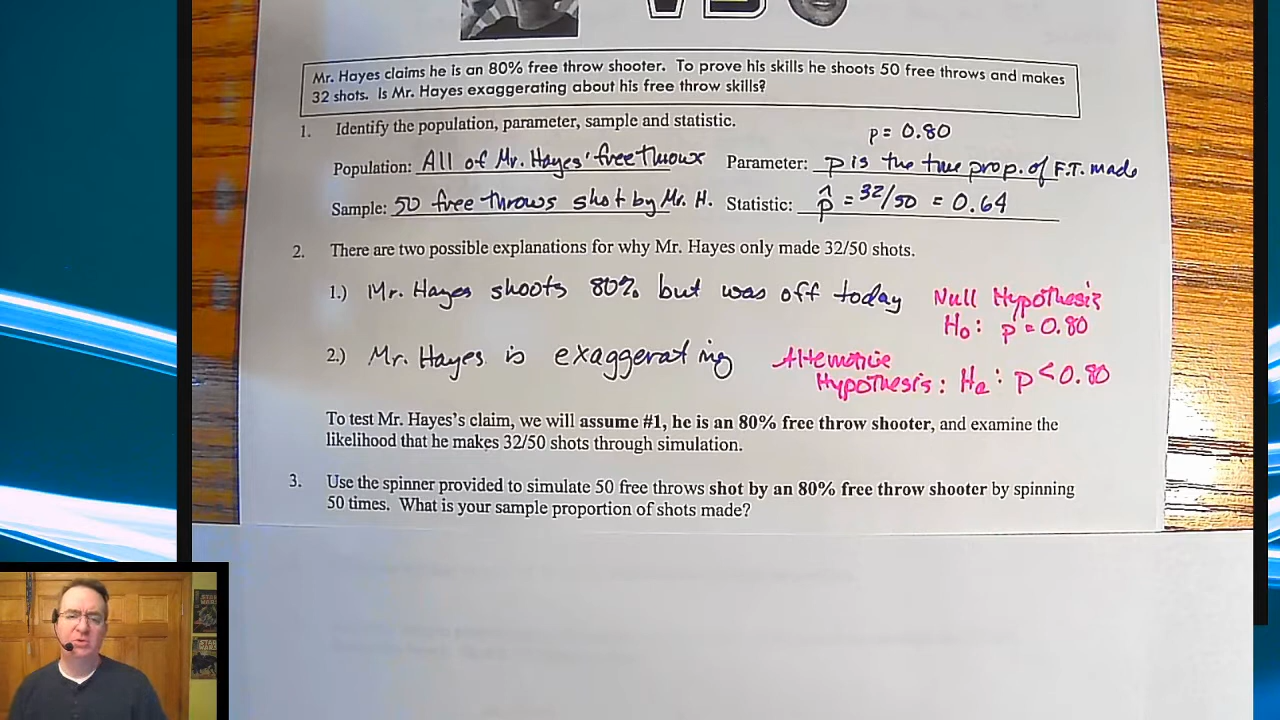 VS
Mr. Hayes claims he is an 80% free throw shooter. To prove his skills he shoots 50 free throws and makes
32 shots. Is Mr. Hayes exaggerating about his free throw skills?
1. Identify the population, parameter, sample and statistic.
p = 0.80
Population: All of Mr. Hayes' free throws Parameter: p is the true prop. of F.T. made
Sample: 50 free throws shot by Mr. H. Statistic: p̂ = 32/50 = 0.64
2. There are two possible explanations for why Mr. Hayes only made 32/50 shots.
1.) Mr. Hayes shoots 80% but was off today Null Hypothesis
H₀: p = 0.80
2.) Mr. Hayes is exaggerating Alternative
Hypothesis: Hₐ: p < 0.80
To test Mr. Hayes's claim, we will assume #1, he is an 80% free throw shooter, and examine the
likelihood that he makes 32/50 shots through simulation.
3. Use the spinner provided to simulate 50 free throws shot by an 80% free throw shooter by spinning
50 times. What is your sample proportion of shots made?
STAR
WARS
STAR
WARS